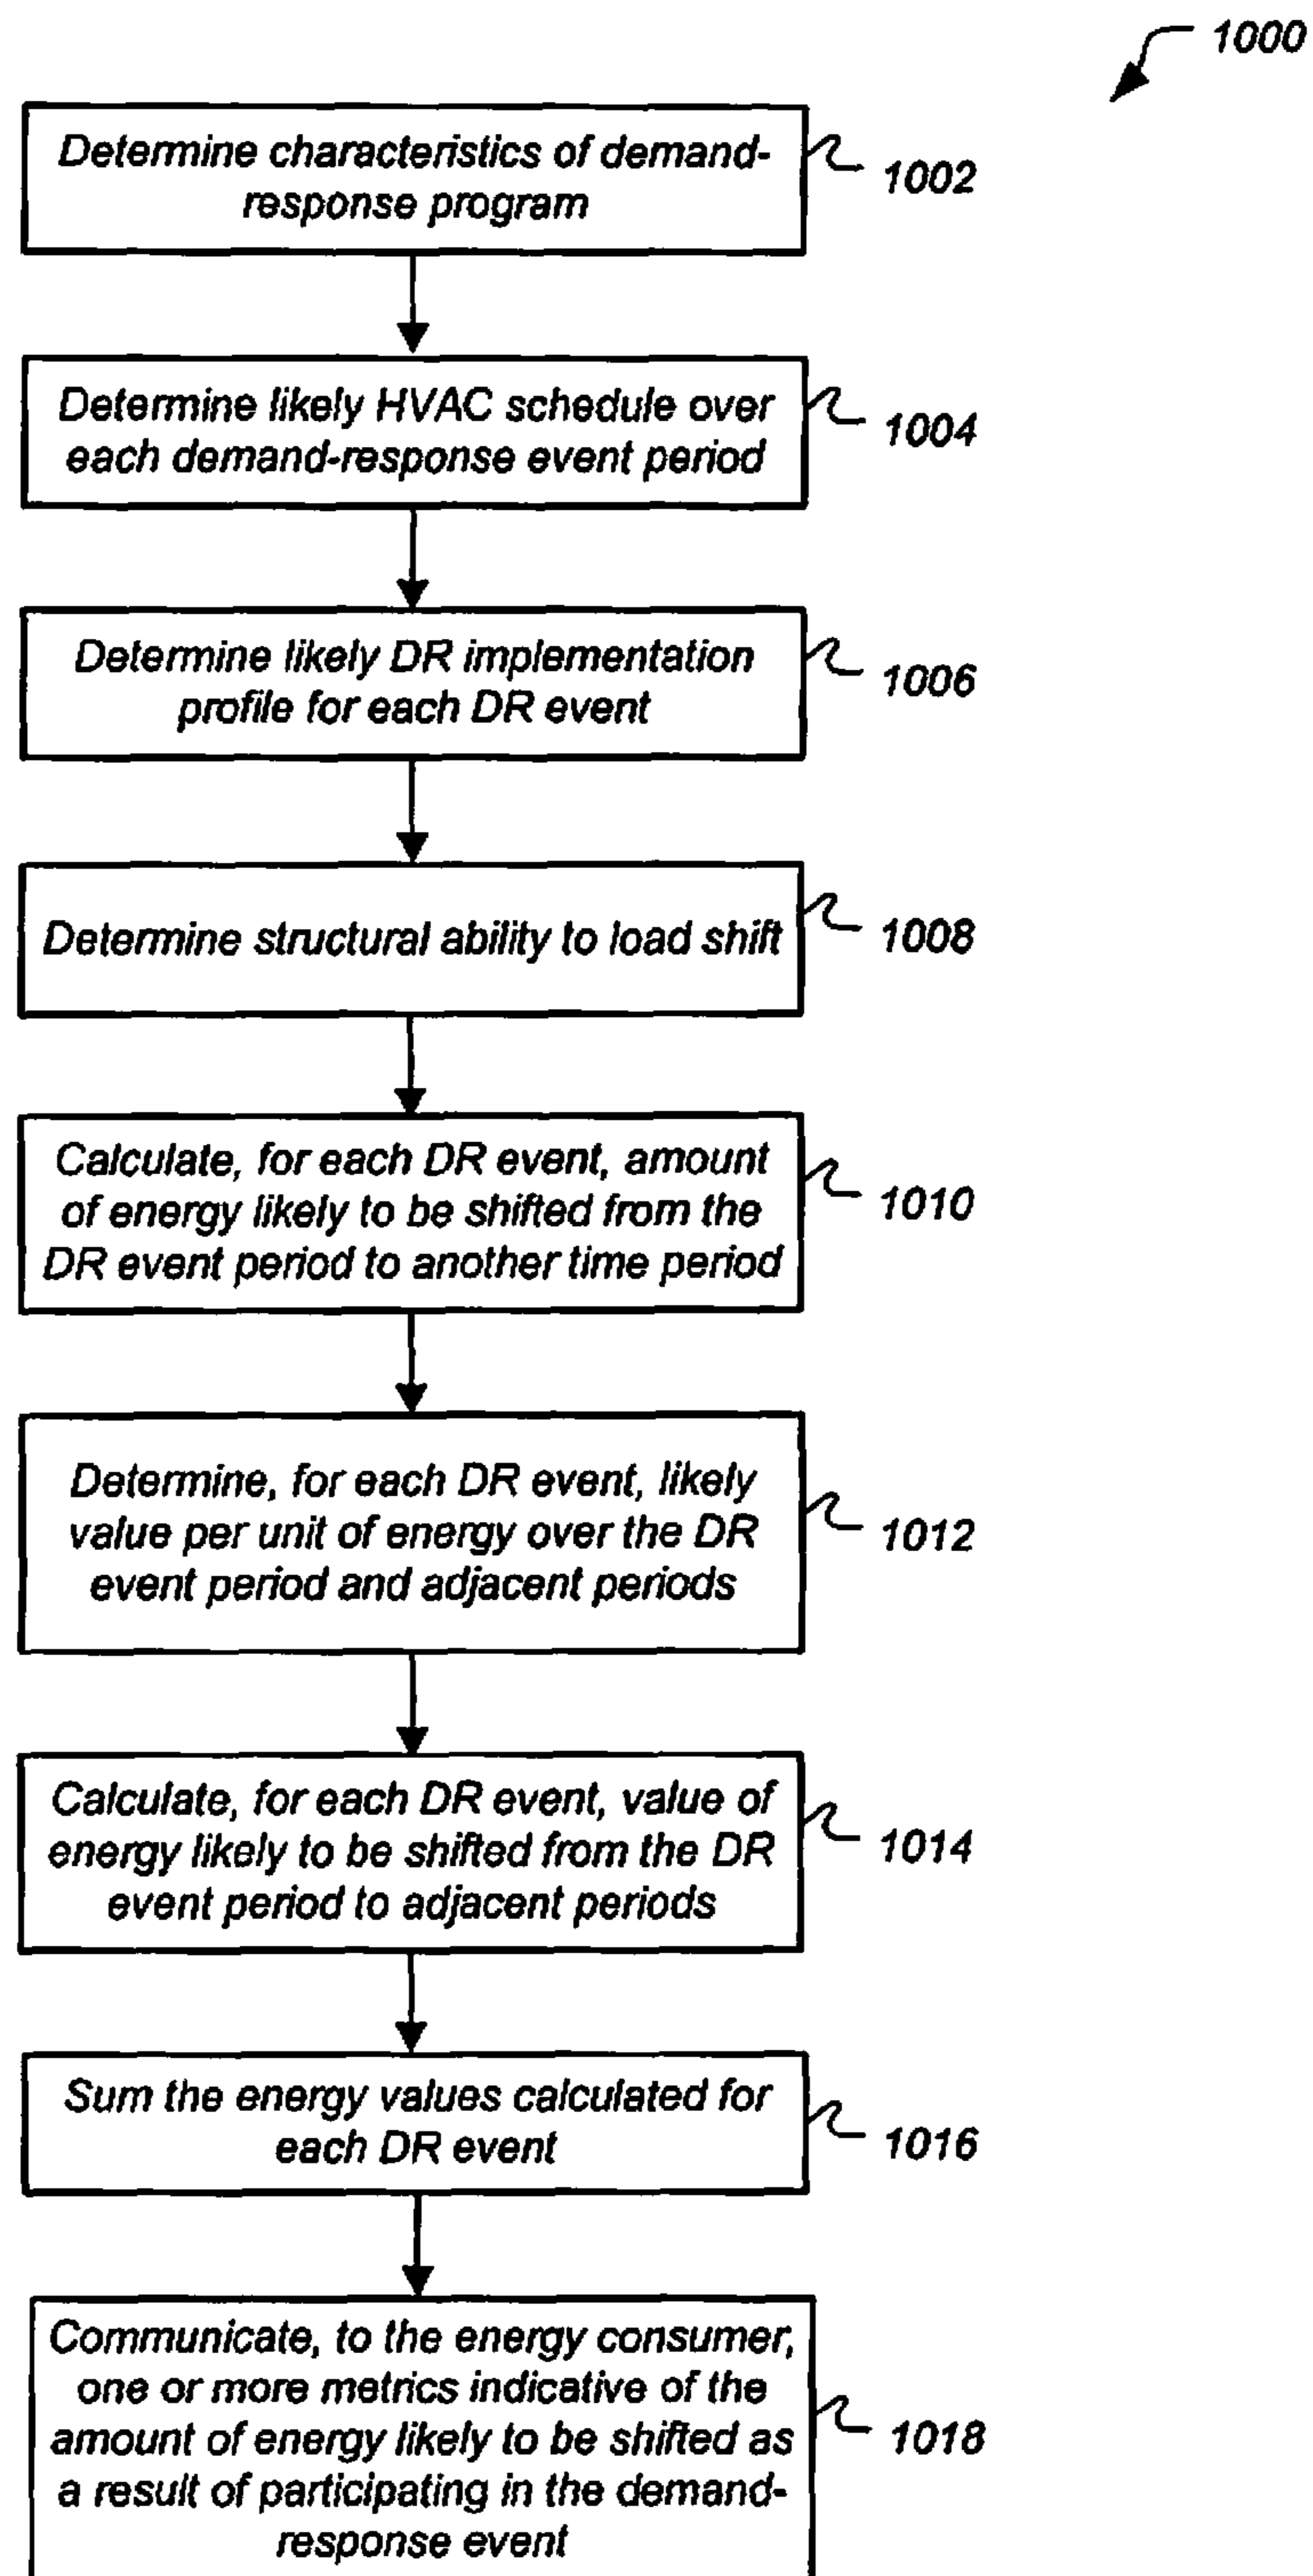 1000
Determine characteristics of demand-
response program
1002
Determine likely HVAC schedule over
each demand-response event period
1004
Determine likely DR implementation
profile for each DR event
1006
Determine structural ability to load shift
1008
Calculate, for each DR event, amount
of energy likely to be shifted from the
DR event period to another time period
1010
Determine, for each DR event, likely
value per unit of energy over the DR
event period and adjacent periods
1012
Calculate, for each DR event, value of
energy likely to be shifted from the DR
event period to adjacent periods
1014
Sum the energy values calculated for
each DR event
1016
Communicate, to the energy consumer,
one or more metrics indicative of the
amount of energy likely to be shifted as
a result of participating in the demand-
response event
1018